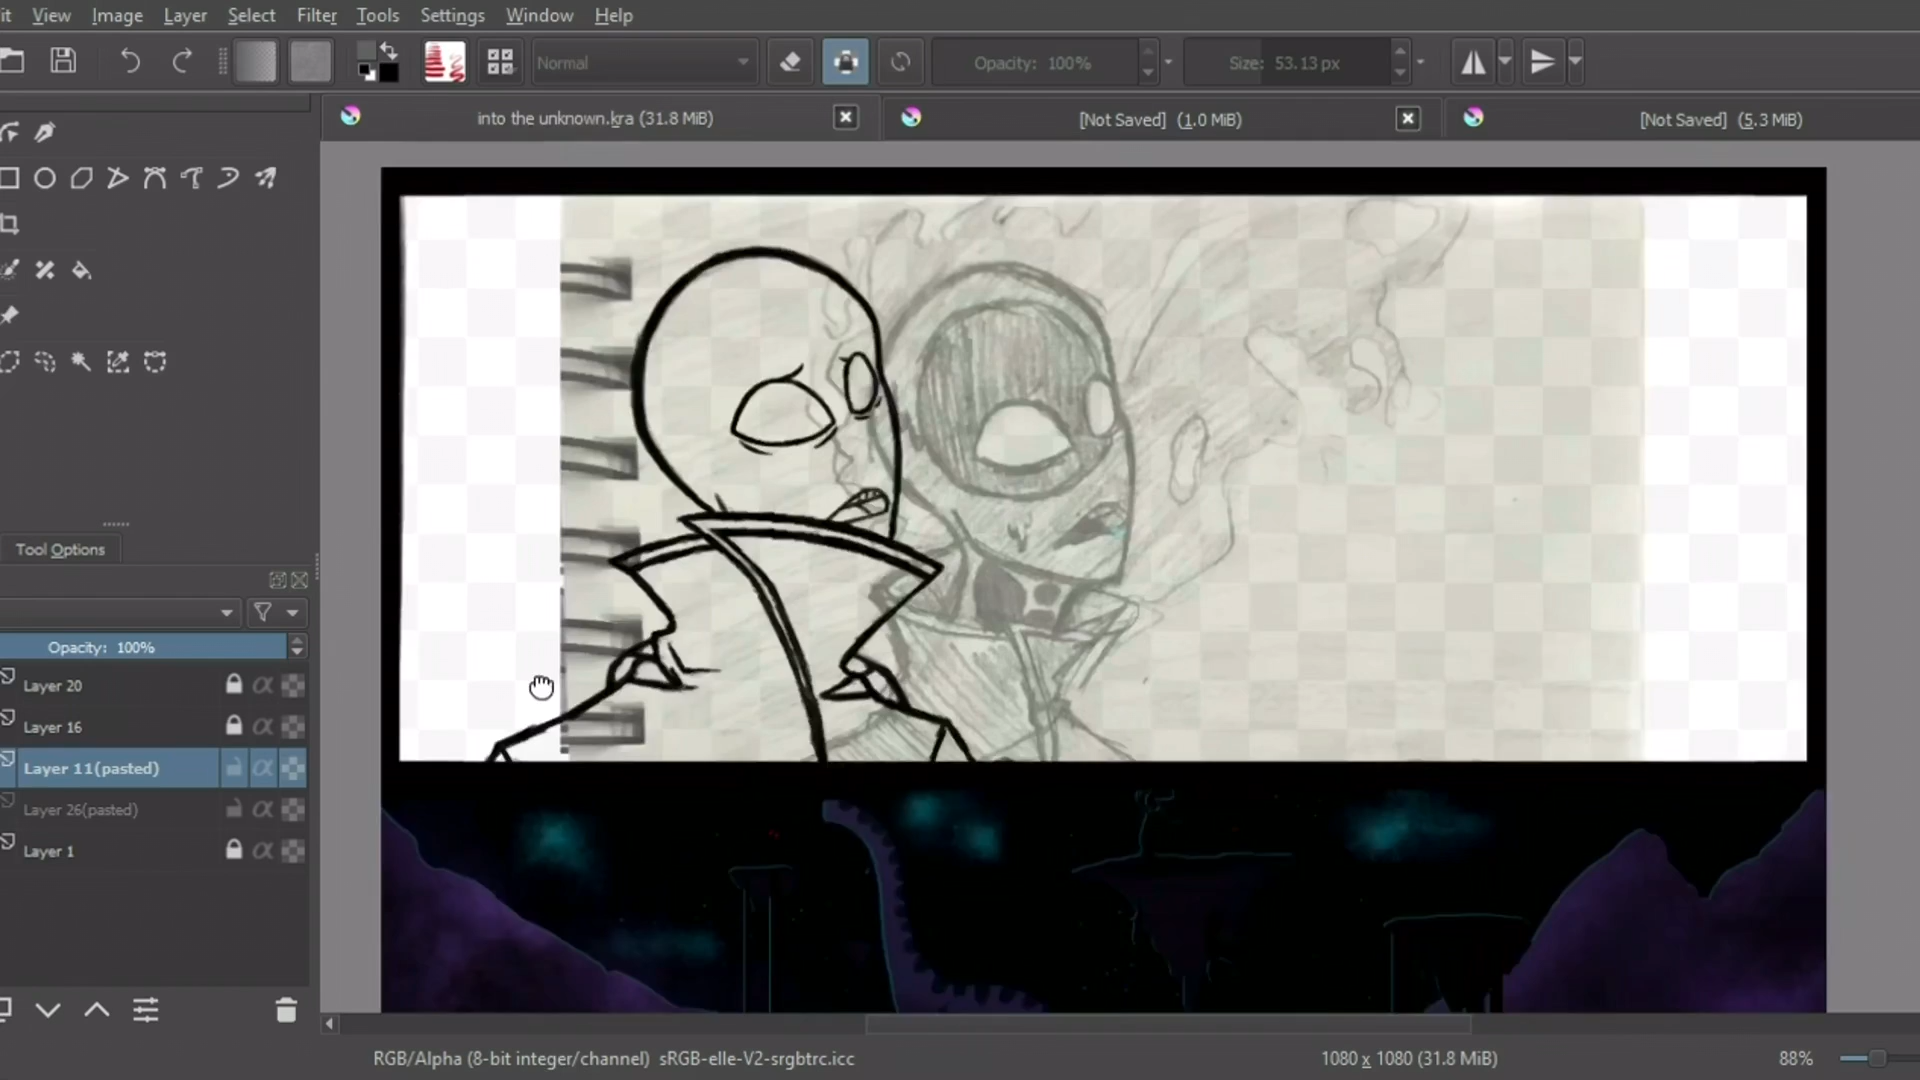 it View Image Layer Select Filter Tools Settings Window Help
Normal Opacity: 100% Size: 53.13 px
into the unknown.kra (31.8 MiB) [Not Saved] (1.0 MiB) [Not Saved] (5.3 MiB)
Tool Options
Opacity: 100%
Layer 20
Layer 16
Layer 11(pasted)
Layer 26(pasted)
Layer 1
RGB/Alpha (8-bit integer/channel) sRGB-elle-V2-srgbtrc.icc 1080 x 1080 (31.8 MiB) 88%